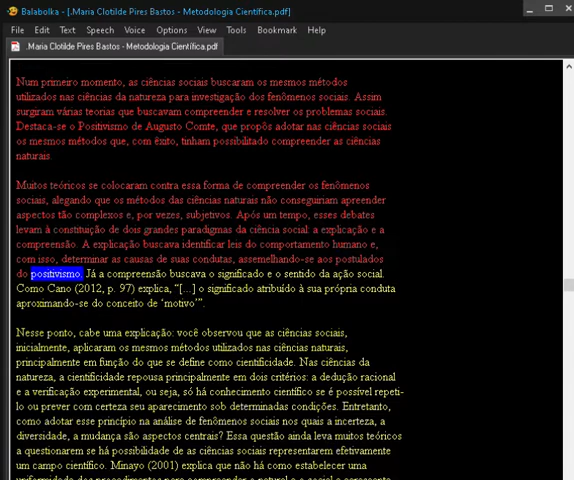 Balabolka - [.Maria Clotilde Pires Bastos - Metodologia Científica.pdf]
File Edit Text Speech Voice Options View Tools Bookmark Help
.Maria Clotilde Pires Bastos - Metodologia Científica.pdf
Num primeiro momento, as ciências sociais buscaram os mesmos métodos
utilizados nas ciências da natureza para investigação dos fenômenos sociais. Assim
surgiram várias teorias que buscavam compreender e resolver os problemas sociais.
Destaca-se o Positivismo de Augusto Comte, que propôs adotar nas ciências sociais
os mesmos métodos que, com êxito, tinham possibilitado compreender as ciências
naturais.
Muitos teóricos se colocaram contra essa forma de compreender os fenômenos
sociais, alegando que os métodos das ciências naturais não conseguiriam apreender
aspectos tão complexos e, por vezes, subjetivos. Após um tempo, esses debates
levam à constituição de dois grandes paradigmas da ciência social: a explicação e a
compreensão. A explicação buscava identificar leis do comportamento humano e,
com isso, determinar as causas de suas condutas, assemelhando-se aos postulados
do positivismo. Já a compreensão buscava o significado e o sentido da ação social.
Como Cano (2012, p. 97) explica, “[...] o significado atribuído à sua própria conduta
aproximando-se do conceito de ‘motivo’”.
Nesse ponto, cabe uma explicação: você observou que as ciências sociais,
inicialmente, aplicaram os mesmos métodos utilizados nas ciências naturais,
principalmente em função do que se define como cientificidade. Nas ciências da
natureza, a cientificidade repousa principalmente em dois critérios: a dedução racional
e a verificação experimental, ou seja, só há conhecimento científico se é possível repeti-
lo ou prever com certeza seu aparecimento sob determinadas condições. Entretanto,
como adotar esse princípio na análise de fenômenos sociais nos quais a incerteza, a
diversidade, a mudança são aspectos centrais? Essa questão ainda leva muitos teóricos
a questionarem se há possibilidade de as ciências sociais representarem efetivamente
um campo científico. Minayo (2001) explica que não há como estabelecer uma